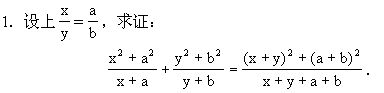 1. 设上x/y=a/b，求证：
(x²+a²)/(x+a)+(y²+b²)/(y+b)=((x+y)²+(a+b)²)/(x+y+a+b).